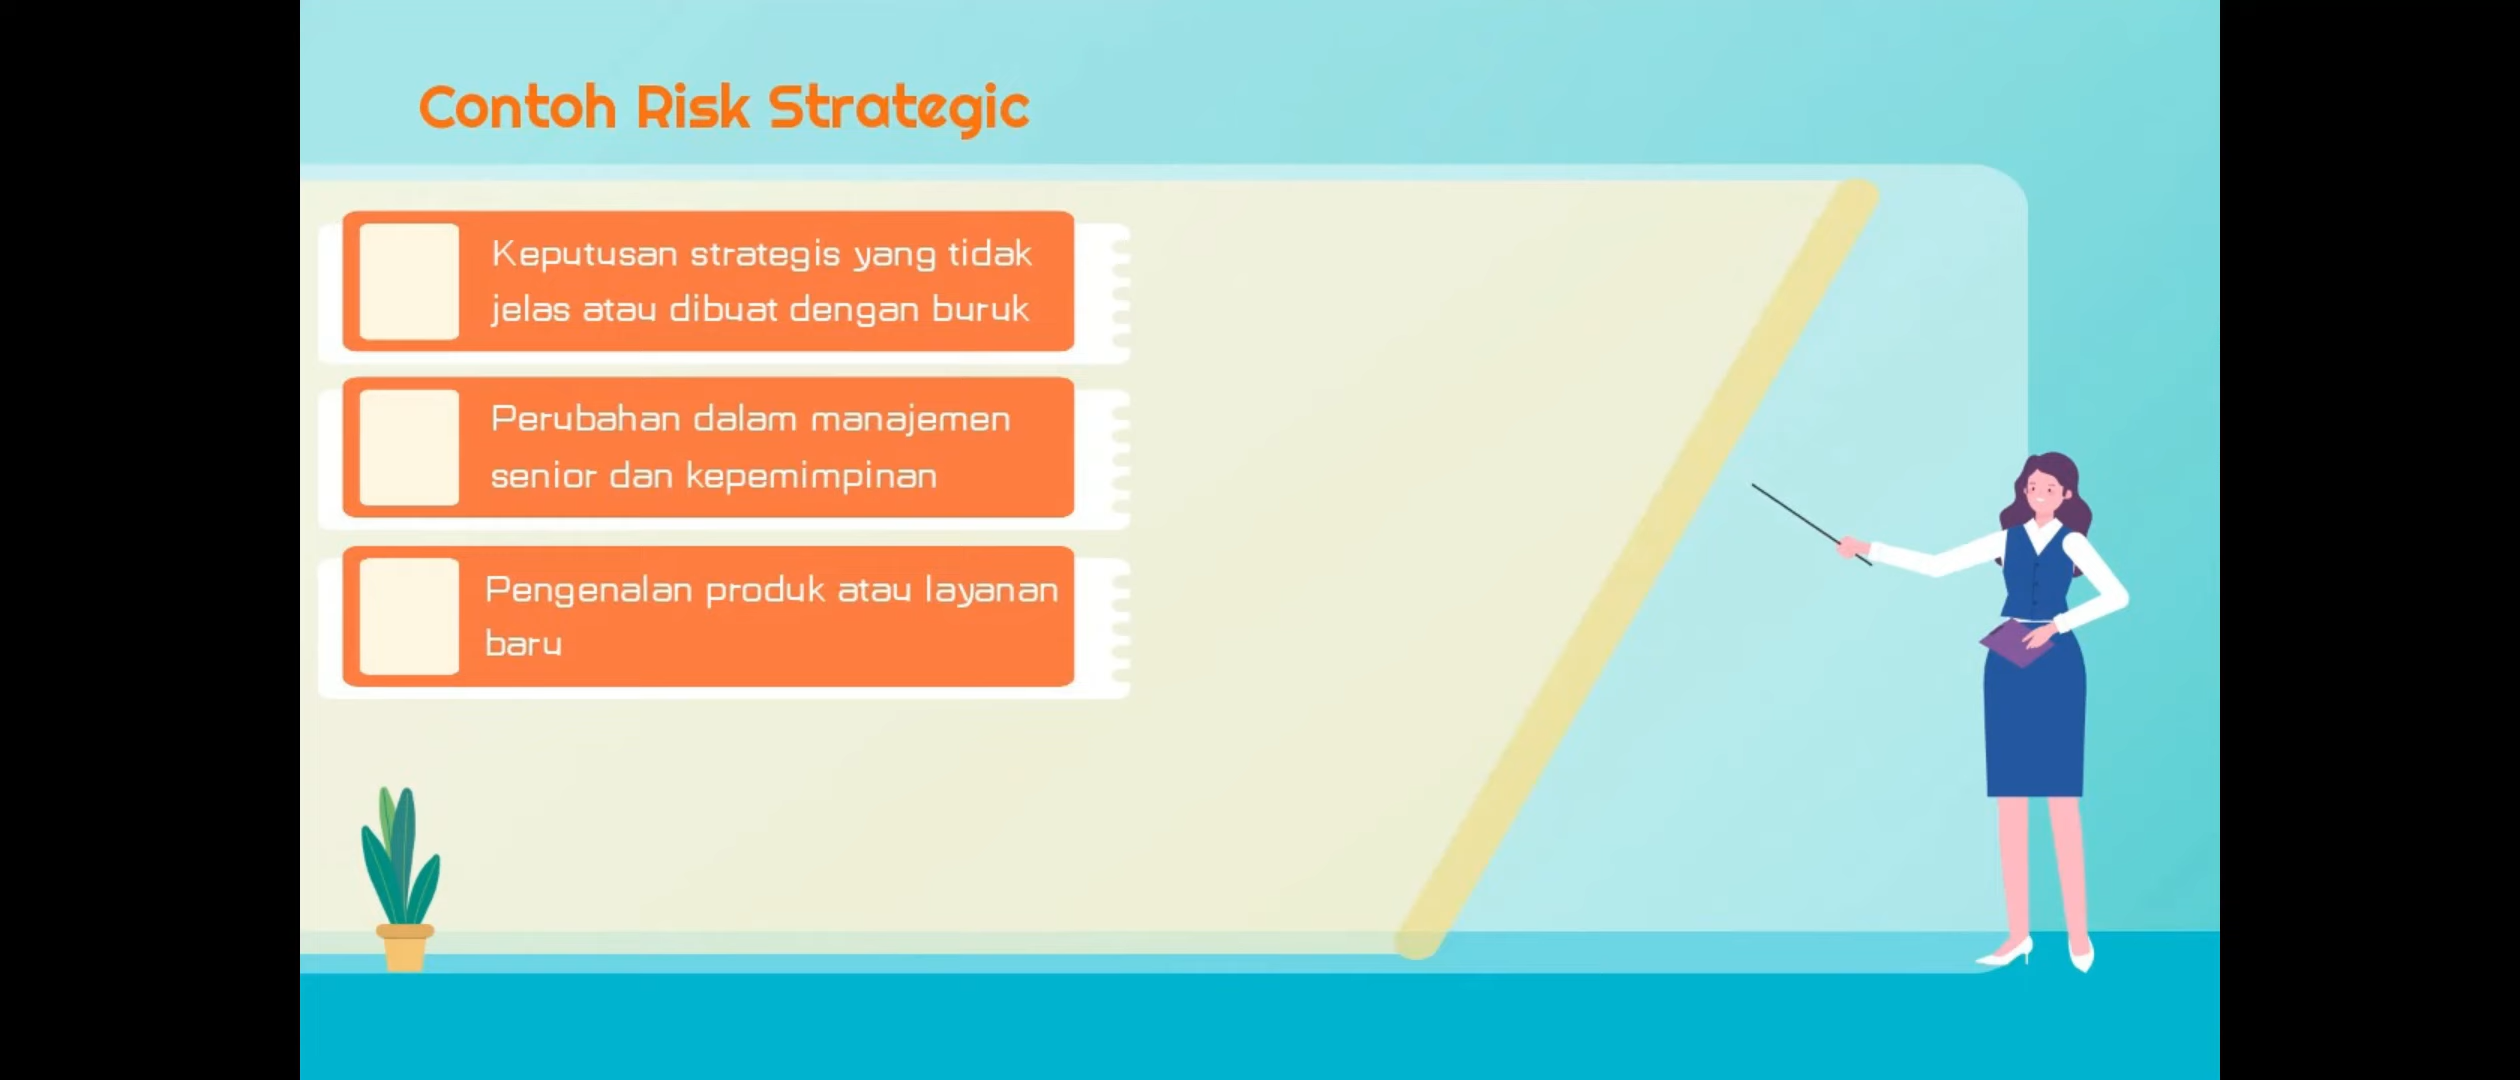 Contoh Risk Strategic
Keputusan strategis yang tidak
jelas atau dibuat dengan buruk
Perubahan dalam manajemen
senior dan kepemimpinan
Pengenalan produk atau layanan
baru